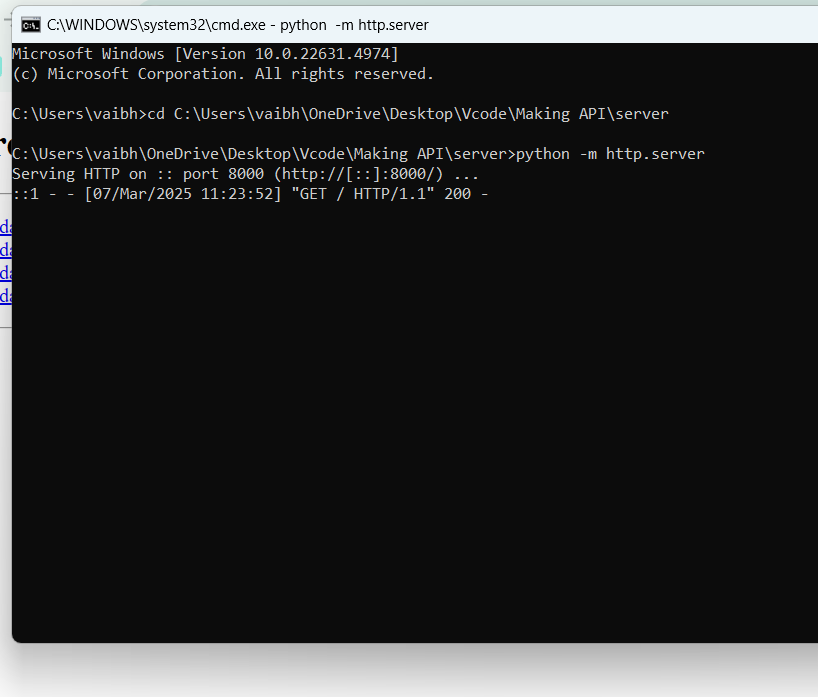 C:\WINDOWS\system32\cmd.exe - python  -m http.server
Microsoft Windows [Version 10.0.22631.4974]
(c) Microsoft Corporation. All rights reserved.
C:\Users\vaibh>cd C:\Users\vaibh\OneDrive\Desktop\Vcode\Making API\server
C:\Users\vaibh\OneDrive\Desktop\Vcode\Making API\server>python -m http.server
Serving HTTP on :: port 8000 (http://[::]:8000/) ...
::1 - - [07/Mar/2025 11:23:52] "GET / HTTP/1.1" 200 -